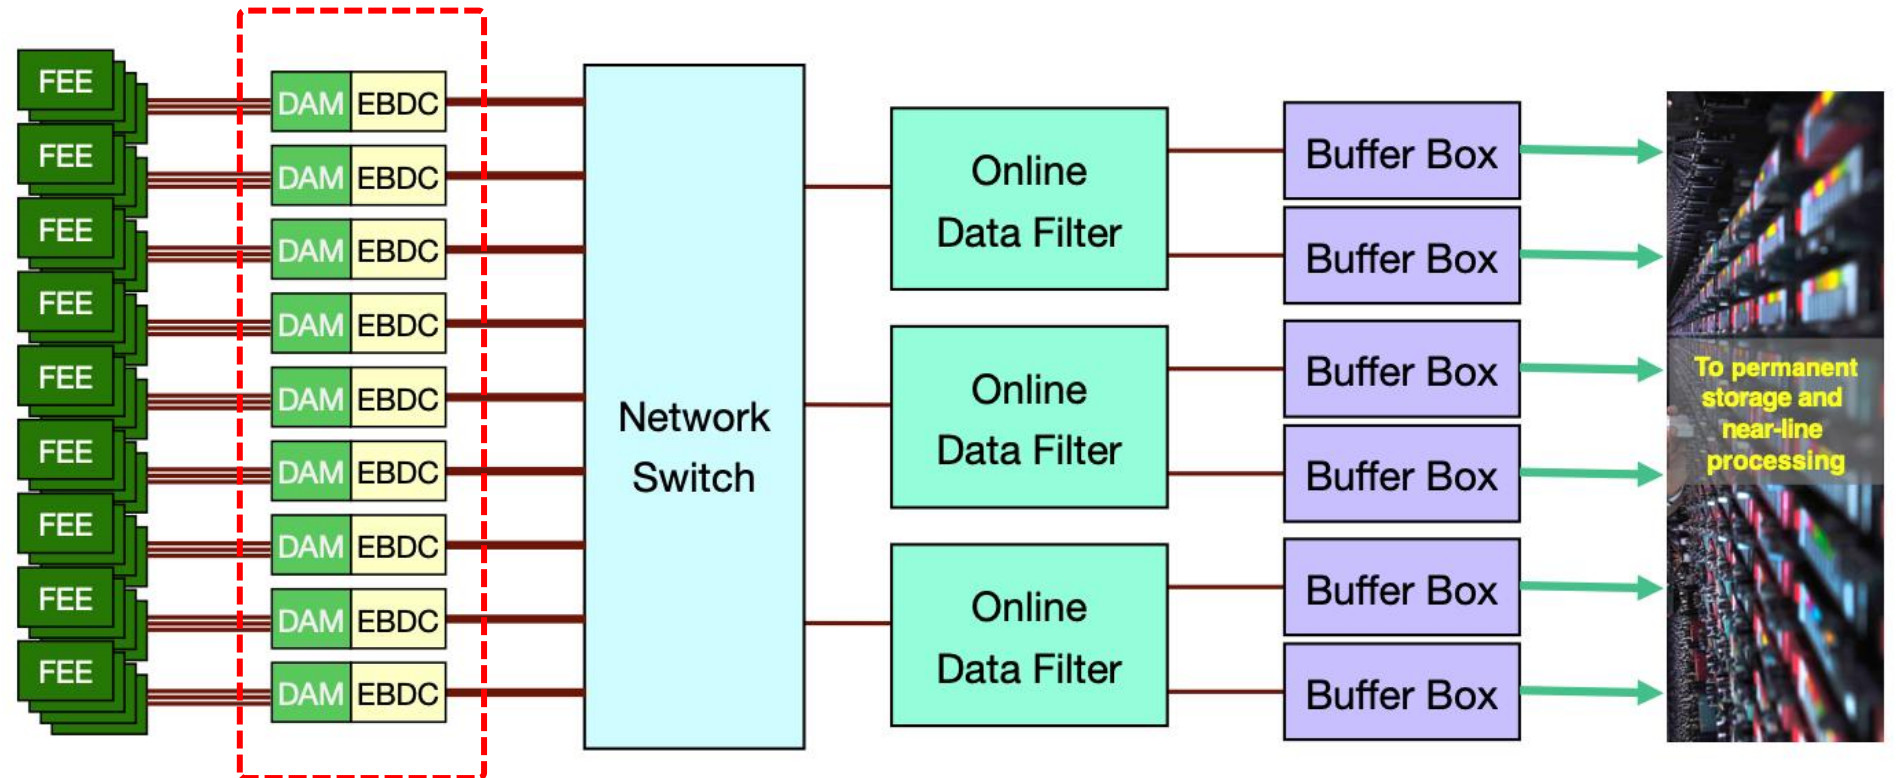 FEE
DAM EBDC
FEE
DAM EBDC
FEE
DAM EBDC
FEE
DAM EBDC
FEE
DAM EBDC
FEE
DAM EBDC
FEE
DAM EBDC
FEE
DAM EBDC
FEE
DAM EBDC
Network
Switch
Online
Data Filter
Online
Data Filter
Online
Data Filter
Buffer Box
Buffer Box
Buffer Box
Buffer Box
Buffer Box
Buffer Box
To permanent
storage and
near-line
processing